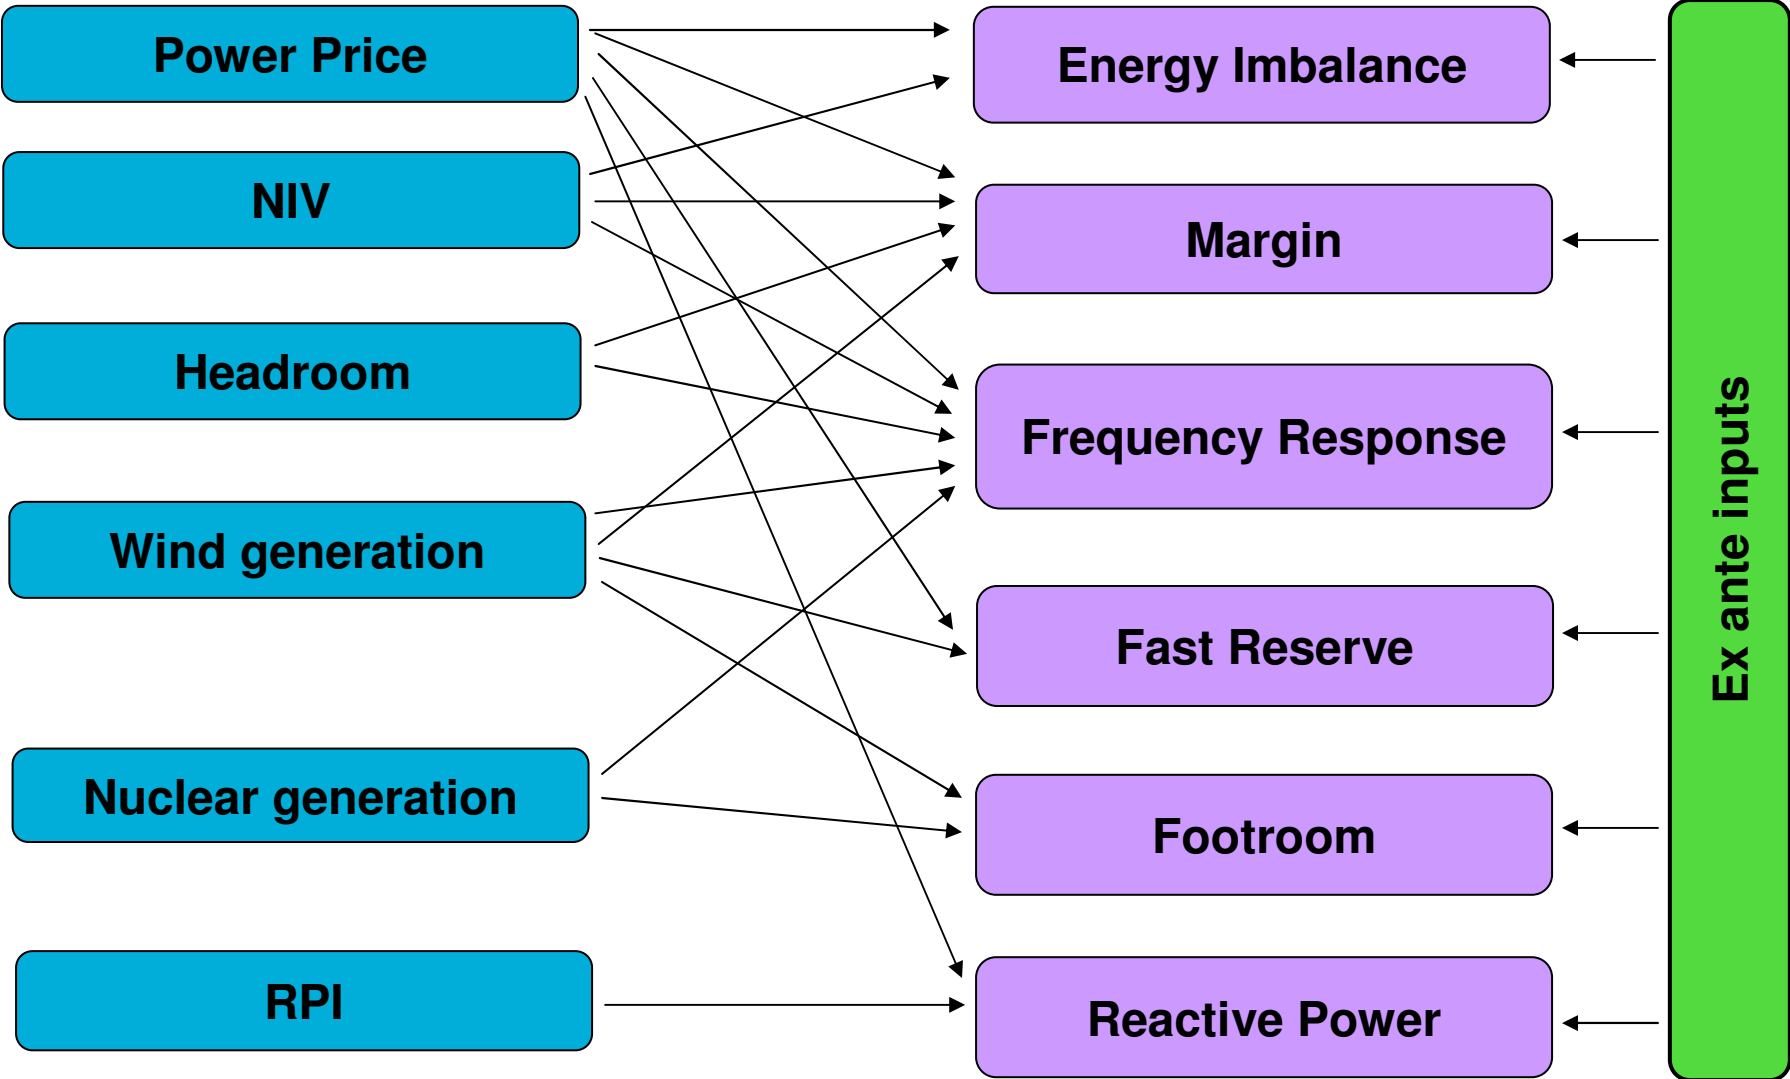 Power Price
NIV
Headroom
Wind generation
Nuclear generation
RPI
Energy Imbalance
Margin
Frequency Response
Fast Reserve
Footroom
Reactive Power
Ex ante inputs